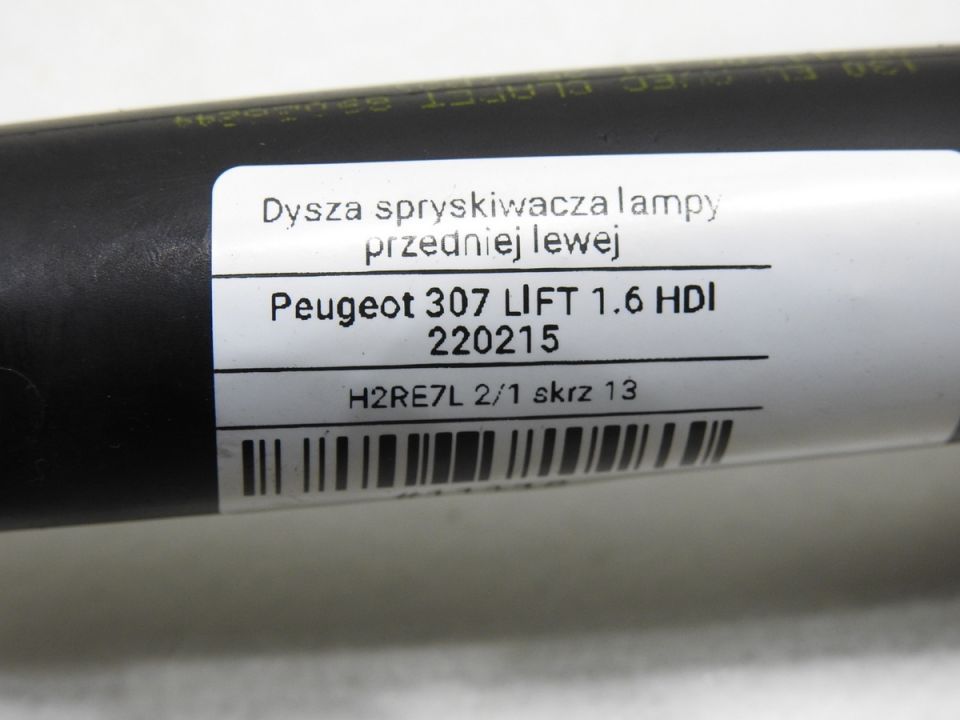 Dysza spryskiwacza lampy
przedniej lewej
Peugeot 307 LIFT 1.6 HDI
220215
H2RE7L 2/1 skrz 13